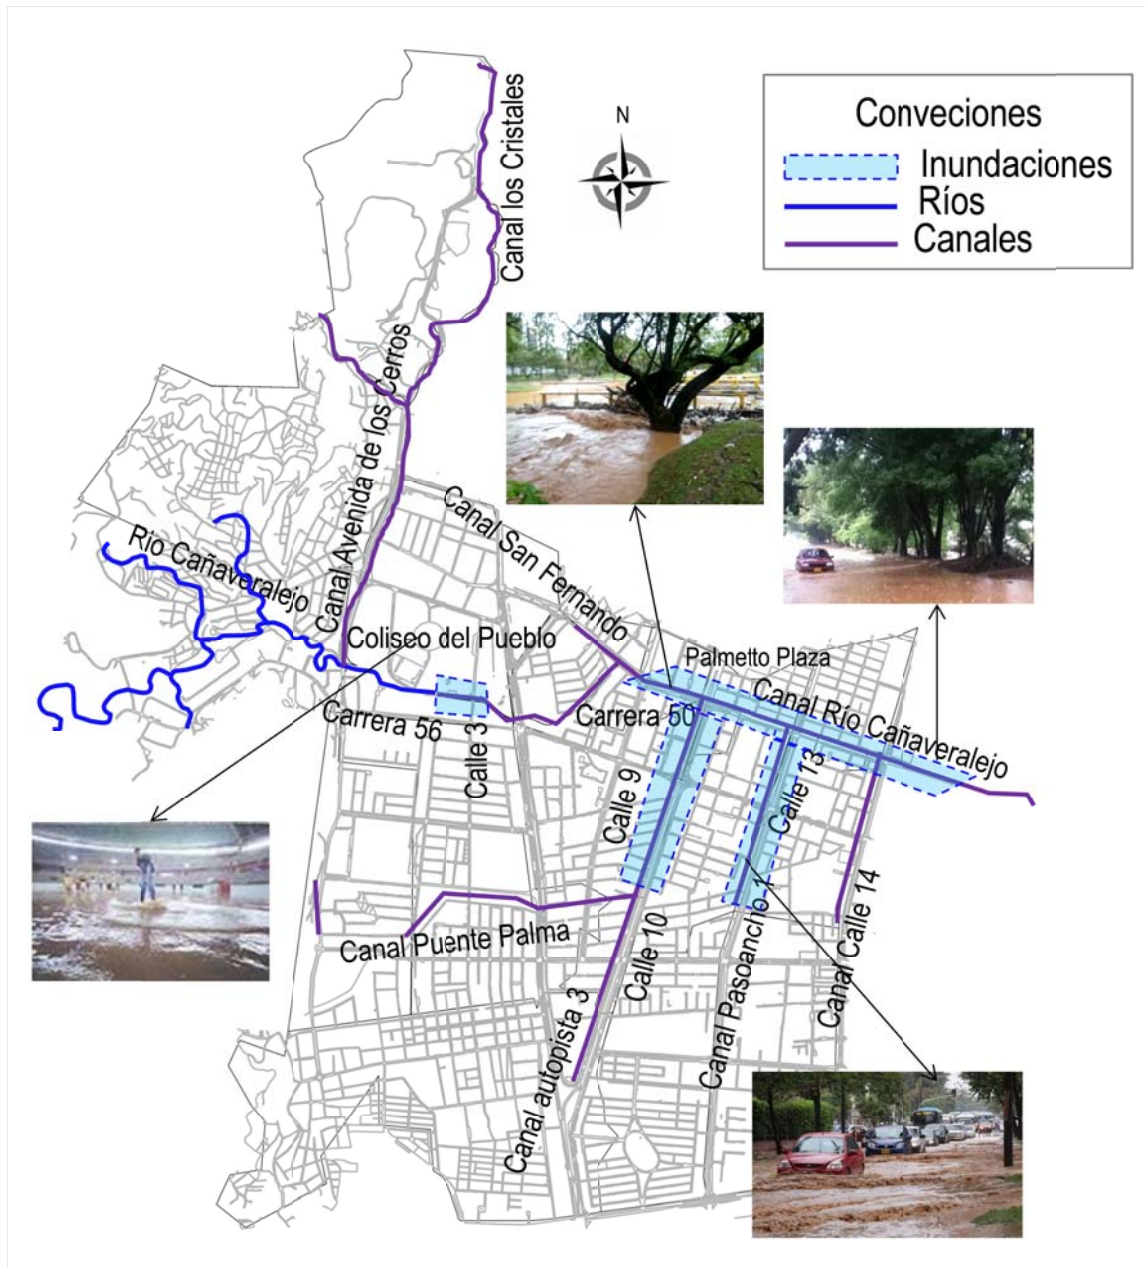 N
Conveciones
Inundaciones
Ríos
Canales
Canal los Cristales
Canal Avenida de los Cerros
Canal San Fernando
Rio Cañaveralejo
Coliseo del Pueblo
Palmetto Plaza
Canal Río Cañaveralejo
Carrera 56
Calle 3
Carrera 50
Calle 9
Calle 13
Canal Puente Palma
Calle 10
Canal Pasoancho 1
Canal Calle 14
Canal autopista 3